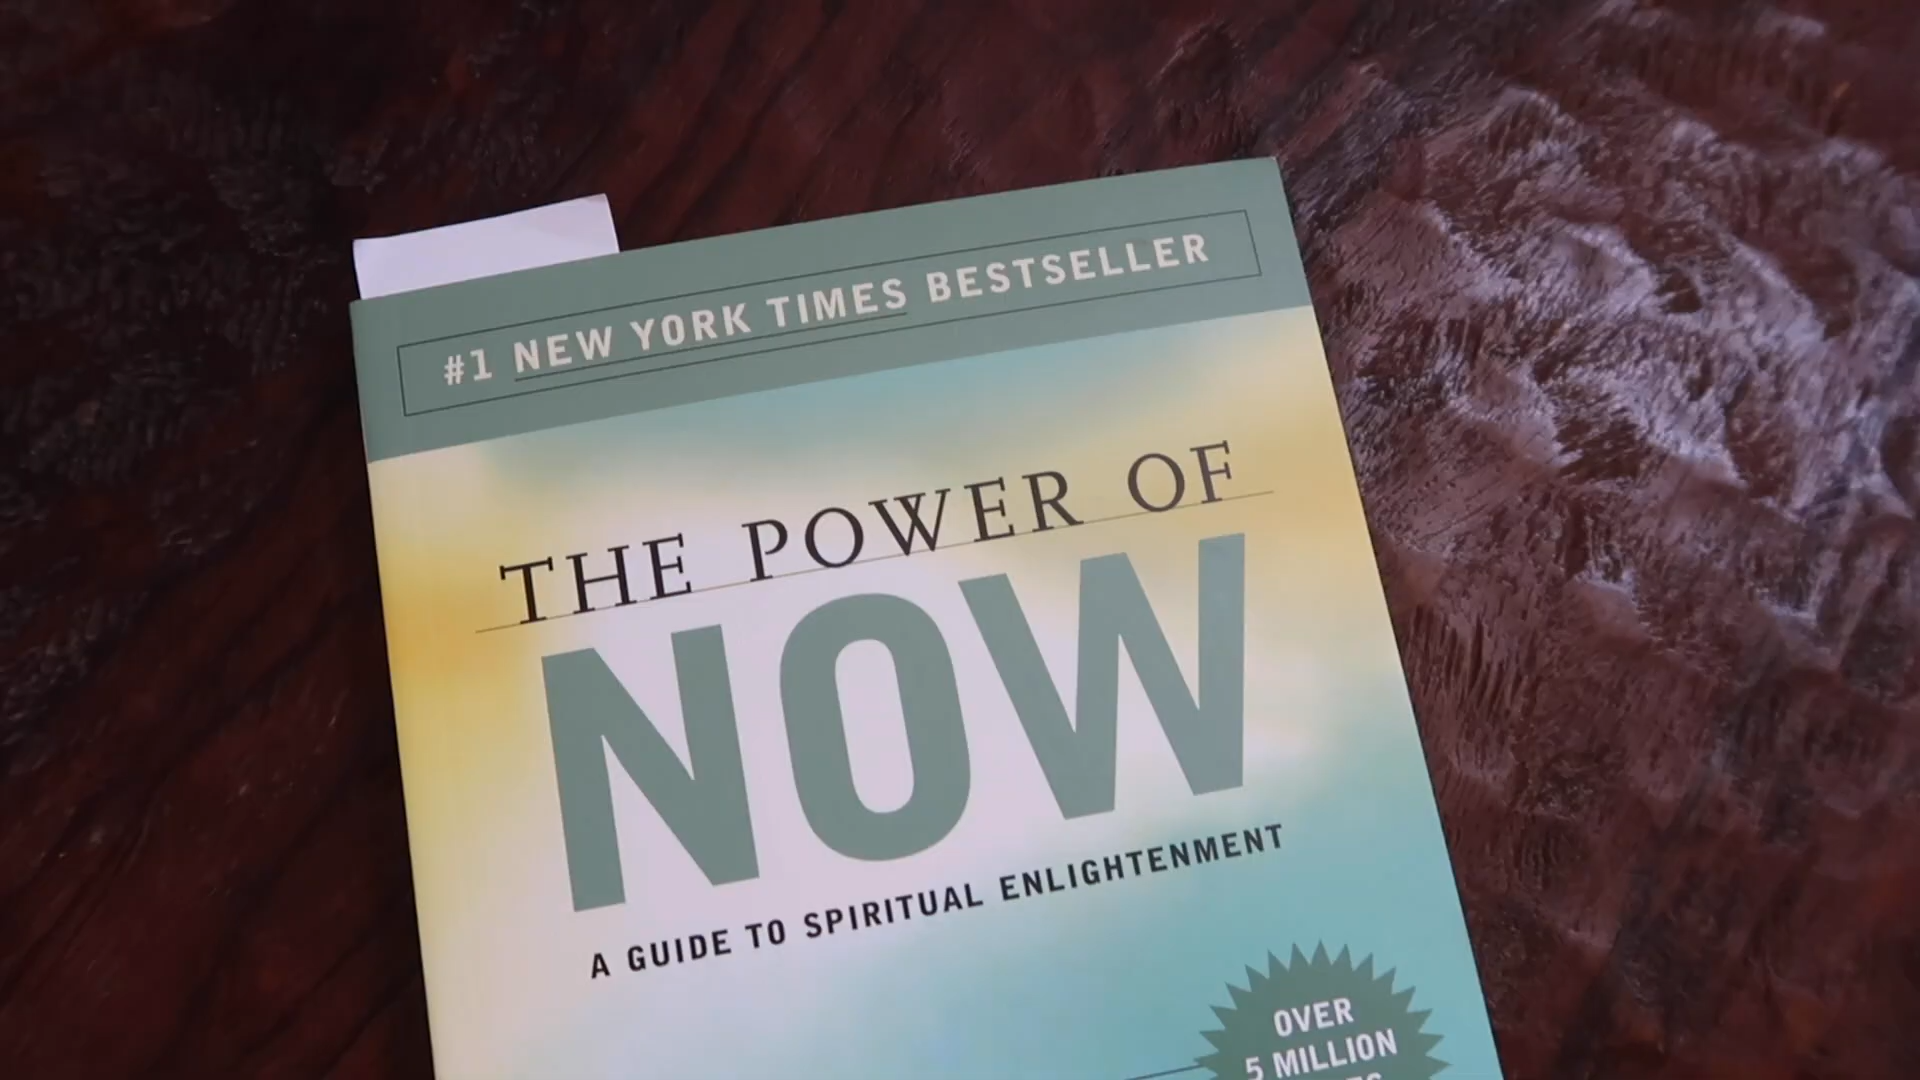 #1 NEW YORK TIMES BESTSELLER
THE POWER OF
NOW
A GUIDE TO SPIRITUAL ENLIGHTENMENT
OVER
5 MILLION